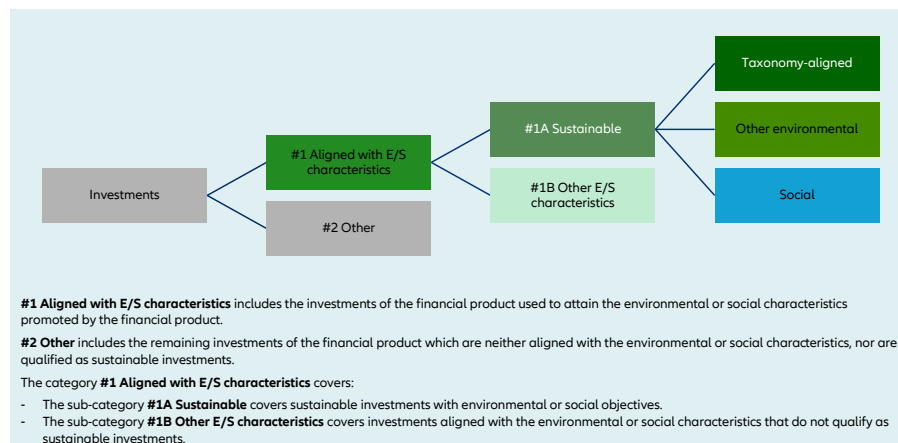 Taxonomy-aligned
#1A Sustainable
Other environmental
#1 Aligned with E/S
characteristics
Investments
#1B Other E/S
characteristics
Social
#2 Other
#1 Aligned with E/S characteristics includes the investments of the financial product used to attain the environmental or social characteristics
promoted by the financial product.
#2 Other includes the remaining investments of the financial product which are neither aligned with the environmental or social characteristics, nor are
qualified as sustainable investments.
The category #1 Aligned with E/S characteristics covers:
- The sub-category #1A Sustainable covers sustainable investments with environmental or social objectives.
- The sub-category #1B Other E/S characteristics covers investments aligned with the environmental or social characteristics that do not qualify as
sustainable investments.